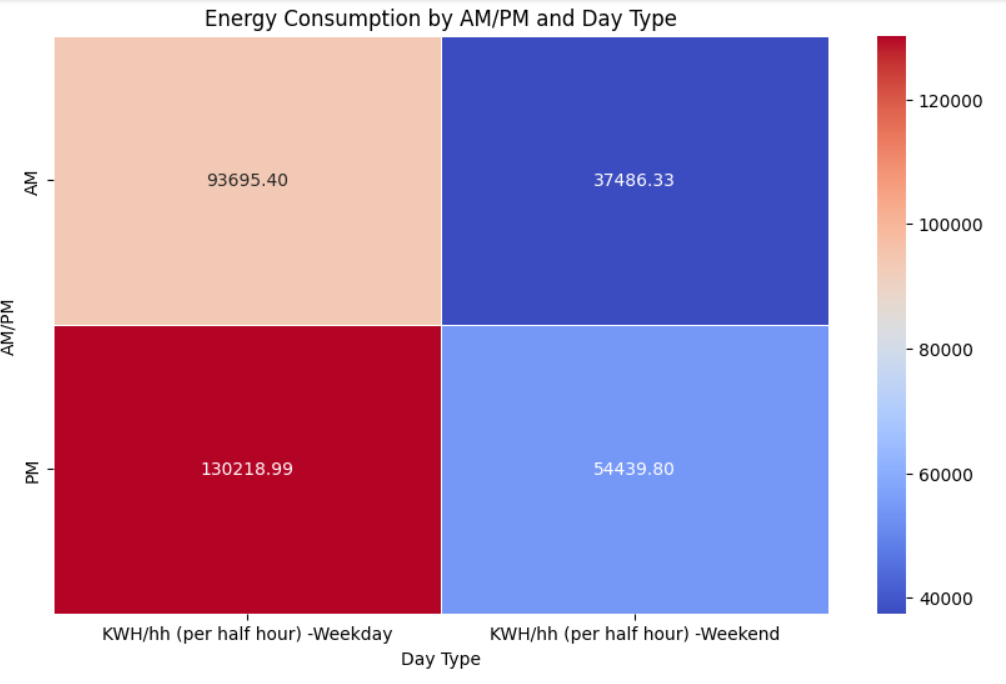 Energy Consumption by AM/PM and Day Type
AM/PM
AM
93695.40
37486.33
PM
130218.99
54439.80
KWH/hh (per half hour) -Weekday
KWH/hh (per half hour) -Weekend
Day Type
120000
100000
80000
60000
40000